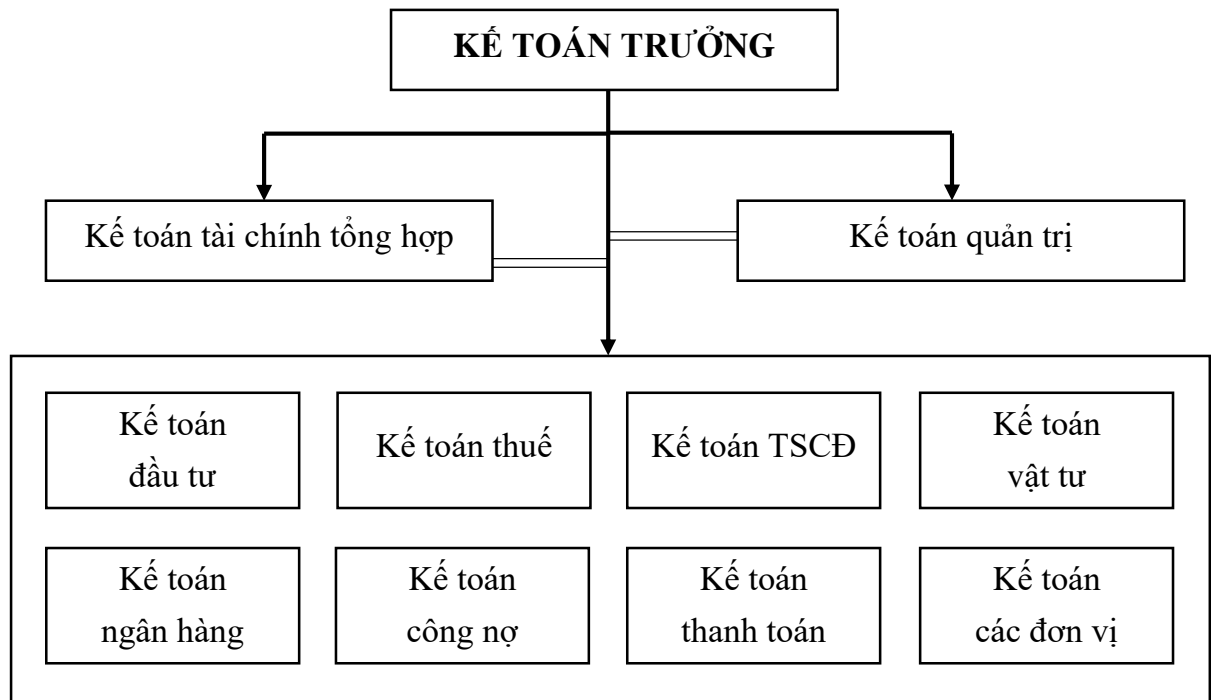 KẾ TOÁN TRƯỞNG
Kế toán tài chính tổng hợp
Kế toán quản trị
Kế toán
đầu tư
Kế toán thuế
Kế toán TSCĐ
Kế toán
vật tư
Kế toán
ngân hàng
Kế toán
công nợ
Kế toán
thanh toán
Kế toán
các đơn vị